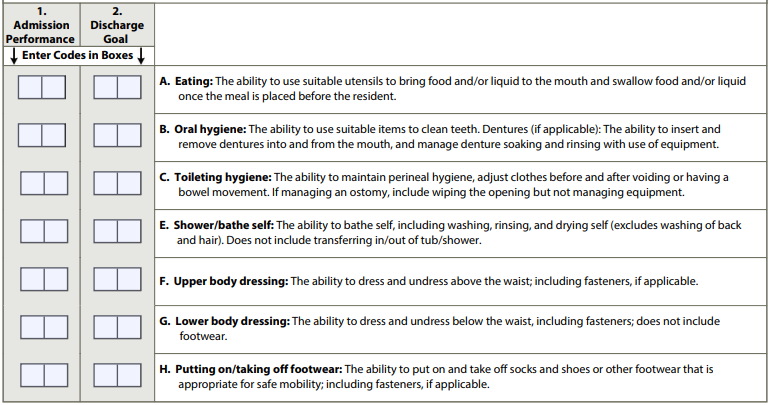 1.
Admission
Performance
2.
Discharge
Goal
Enter Codes in Boxes
A. Eating: The ability to use suitable utensils to bring food and/or liquid to the mouth and swallow food and/or liquid
once the meal is placed before the resident.
B. Oral hygiene: The ability to use suitable items to clean teeth. Dentures (if applicable): The ability to insert and
remove dentures into and from the mouth, and manage denture soaking and rinsing with use of equipment.
C. Toileting hygiene: The ability to maintain perineal hygiene, adjust clothes before and after voiding or having a
bowel movement. If managing an ostomy, include wiping the opening but not managing equipment.
E. Shower/bathe self: The ability to bathe self, including washing, rinsing, and drying self (excludes washing of back
and hair). Does not include transferring in/out of tub/shower.
F. Upper body dressing: The ability to dress and undress above the waist; including fasteners, if applicable.
G. Lower body dressing: The ability to dress and undress below the waist, including fasteners; does not include
footwear.
H. Putting on/taking off footwear: The ability to put on and take off socks and shoes or other footwear that is
appropriate for safe mobility; including fasteners, if applicable.